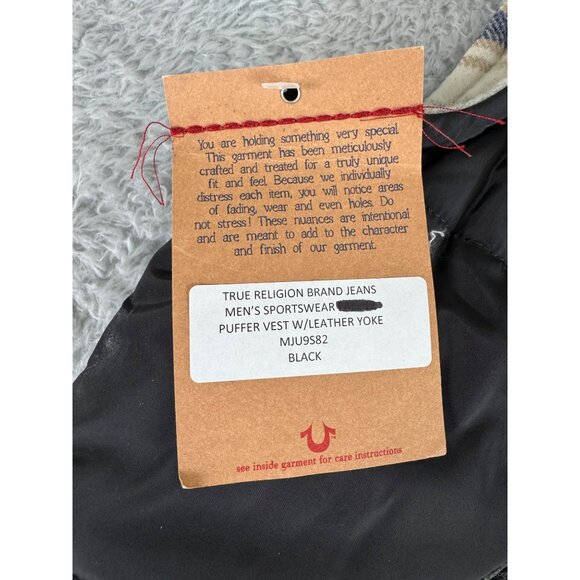 You are holding something very special.
This garment has been meticulously
crafted and treated for a truly unique
fit and feel. Because we individually
distress each item, you will notice areas
of fading, wear and even holes. Do
not stress! These nuances are intentional
and are meant to add to the character
and finish of our garment.
TRUE RELIGION BRAND JEANS
MEN'S SPORTSWEAR
PUFFER VEST W/LEATHER YOKE
MJU9S82
BLACK
see inside garment for care instructions